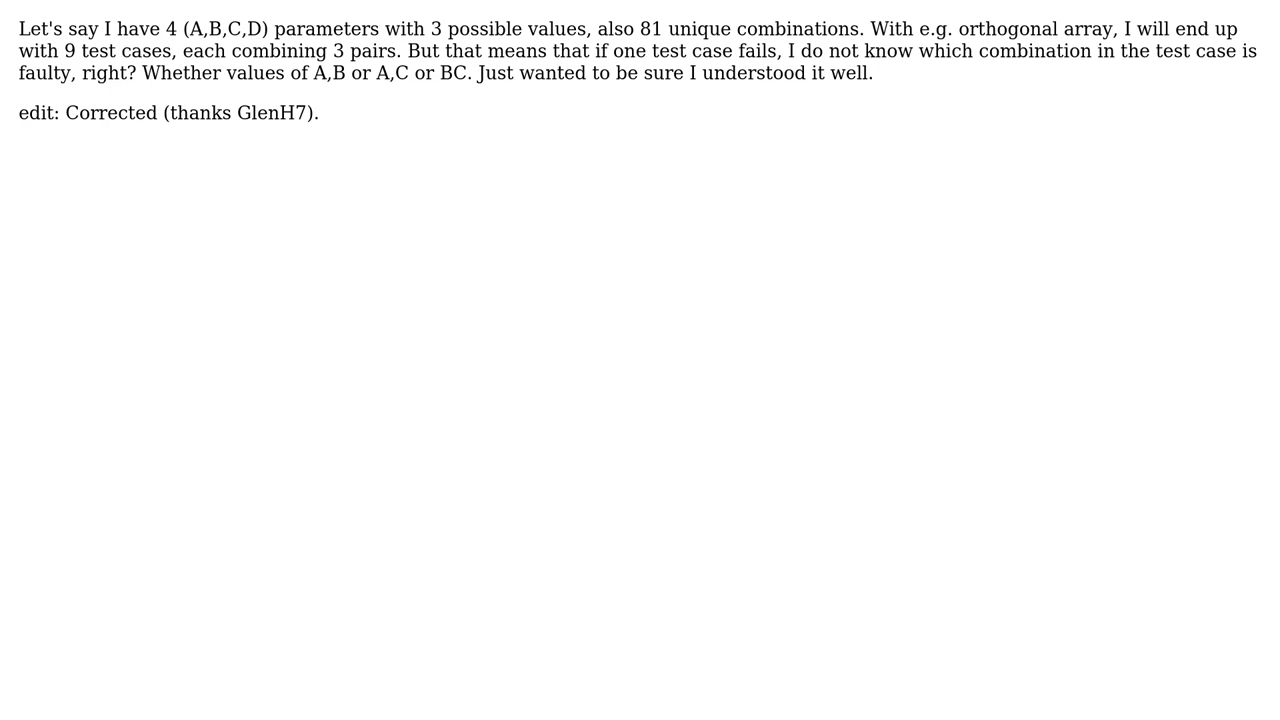 Let's say I have 4 (A,B,C,D) parameters with 3 possible values, also 81 unique combinations. With e.g. orthogonal array, I will end up
with 9 test cases, each combining 3 pairs. But that means that if one test case fails, I do not know which combination in the test case is
faulty, right? Whether values of A,B or A,C or BC. Just wanted to be sure I understood it well.
edit: Corrected (thanks GlenH7).